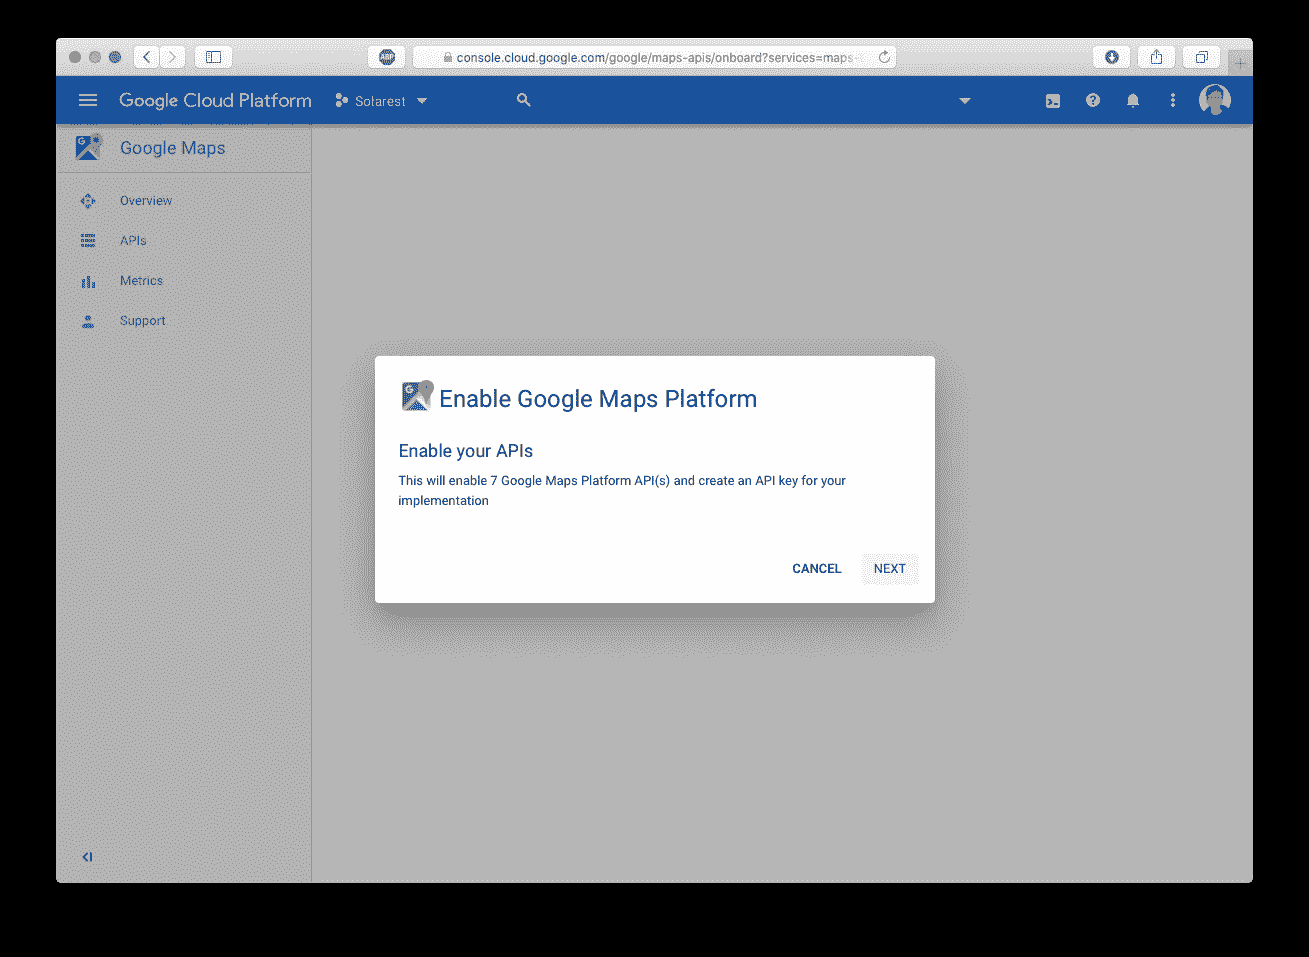 ABP
console.cloud.google.com/google/maps-apis/onboard?services=maps-
Google Cloud Platform
Solarest
Google Maps
Overview
APIs
Metrics
Support
Enable Google Maps Platform
Enable your APIs
This will enable 7 Google Maps Platform API(s) and create an API key for your
implementation
CANCEL
NEXT